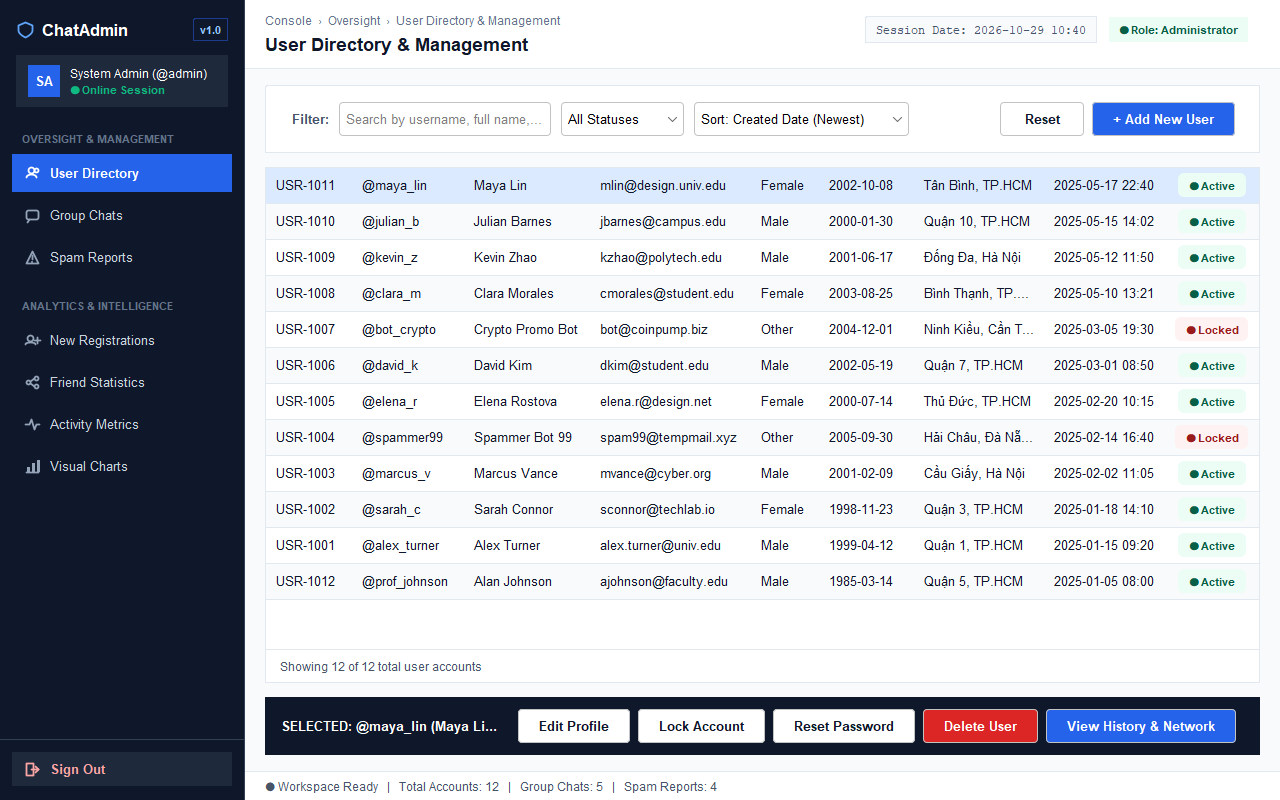 ChatAdmin
v1.0
SA
System Admin (@admin)
Online Session
OVERSIGHT & MANAGEMENT
User Directory
Group Chats
Spam Reports
ANALYTICS & INTELLIGENCE
New Registrations
Friend Statistics
Activity Metrics
Visual Charts
Sign Out
Console › Oversight › User Directory & Management
User Directory & Management
Session Date: 2026-10-29 10:40
Role: Administrator
Filter: Search by username, full name,... All Statuses Sort: Created Date (Newest) Reset + Add New User
USR-1011 @maya_lin Maya Lin mlin@design.univ.edu Female 2002-10-08 Tân Bình, TP.HCM 2025-05-17 22:40 Active
USR-1010 @julian_b Julian Barnes jbarnes@campus.edu Male 2000-01-30 Quận 10, TP.HCM 2025-05-15 14:02 Active
USR-1009 @kevin_z Kevin Zhao kzhao@polytech.edu Male 2001-06-17 Đống Đa, Hà Nội 2025-05-12 11:50 Active
USR-1008 @clara_m Clara Morales cmorales@student.edu Female 2003-08-25 Bình Thạnh, TP.... 2025-05-10 13:21 Active
USR-1007 @bot_crypto Crypto Promo Bot bot@coinpump.biz Other 2004-12-01 Ninh Kiều, Cần T... 2025-03-05 19:30 Locked
USR-1006 @david_k David Kim dkim@student.edu Male 2002-05-19 Quận 7, TP.HCM 2025-03-01 08:50 Active
USR-1005 @elena_r Elena Rostova elena.r@design.net Female 2000-07-14 Thủ Đức, TP.HCM 2025-02-20 10:15 Active
USR-1004 @spammer99 Spammer Bot 99 spam99@tempmail.xyz Other 2005-09-30 Hải Châu, Đà Nẵ... 2025-02-14 16:40 Locked
USR-1003 @marcus_v Marcus Vance mvance@cyber.org Male 2001-02-09 Cầu Giấy, Hà Nội 2025-02-02 11:05 Active
USR-1002 @sarah_c Sarah Connor sconnor@techlab.io Female 1998-11-23 Quận 3, TP.HCM 2025-01-18 14:10 Active
USR-1001 @alex_turner Alex Turner alex.turner@univ.edu Male 1999-04-12 Quận 1, TP.HCM 2025-01-15 09:20 Active
USR-1012 @prof_johnson Alan Johnson ajohnson@faculty.edu Male 1985-03-14 Quận 5, TP.HCM 2025-01-05 08:00 Active
Showing 12 of 12 total user accounts
SELECTED: @maya_lin (Maya Li... Edit Profile Lock Account Reset Password Delete User View History & Network
Workspace Ready | Total Accounts: 12 | Group Chats: 5 | Spam Reports: 4